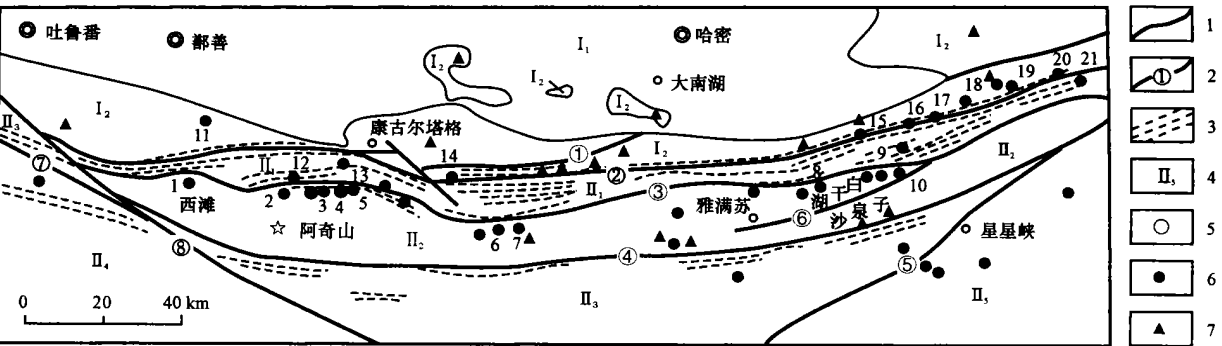 吐鲁番
鄯善
哈密
大南湖
康古尔塔格
西滩
阿奇山
雅满苏
沙泉子
湖干白
星星峡
I₁
I₂
I₂
I₂
I₂
I₂
I₂
II₃
II₁
II₁
II₂
II₂
II₃
II₄
II₅
①
②
③
④
⑤
⑥
⑦
⑧
1
2
3
4
5
6
7
8
9
10
11
12
13
14
15
16
17
18
19
20
21
0 20 40 km
1
① 2
3
II₅ 4
5
6
7